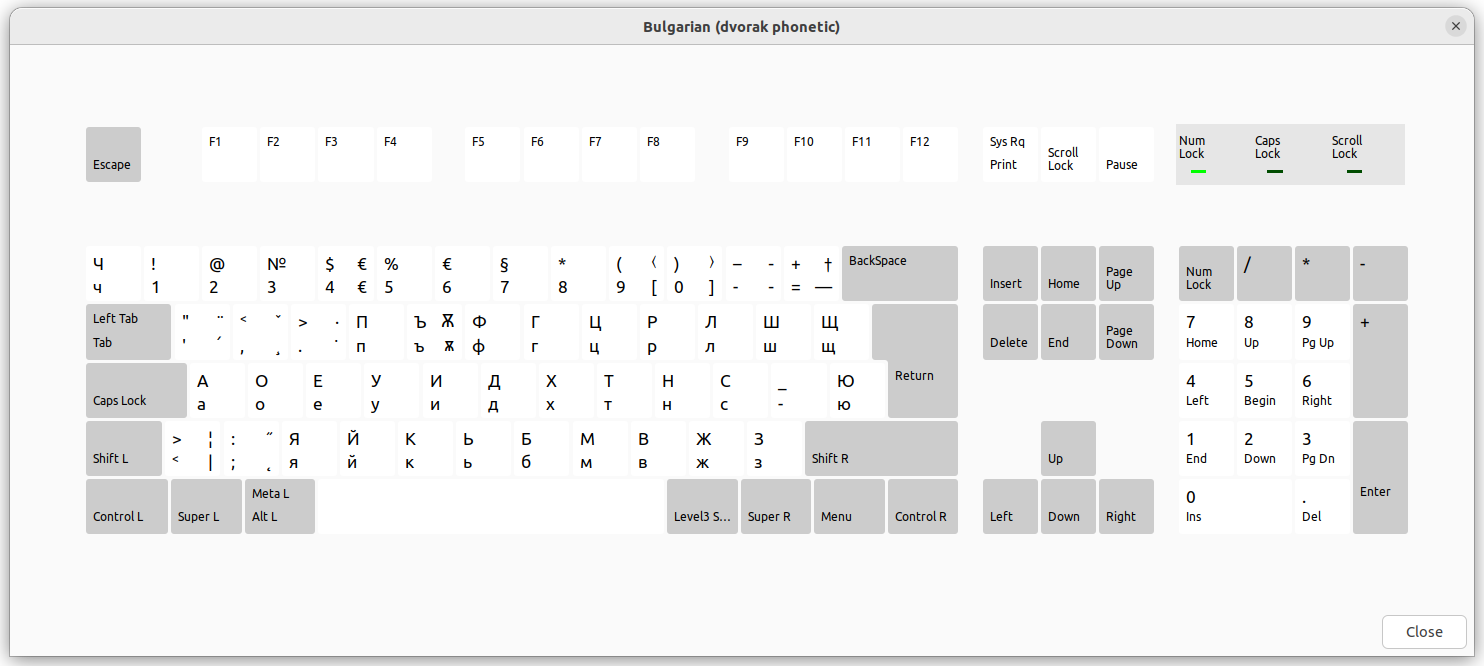 Bulgarian (dvorak phonetic)
Escape F1 F2 F3 F4 F5 F6 F7 F8 F9 F10 F11 F12 Sys Rq Print Scroll Lock Pause Num Lock Caps Lock Scroll Lock
Ч ! @ № $ € % € § * ( ⟨ ) ⟩ – - + † BackSpace Insert Home Page Up Num Lock / * -
ч 1 2 3 4 € 5 6 7 8 9 [ 0 ] - - = —
Left Tab " ¨ < ˇ > · П Ъ Ѫ Ф Г Ц Р Л Ш Щ 7 8 9 +
Tab ' ´ , ¸ . ˙ п ъ ѫ ф г ц р л ш щ Delete End Page Down Home Up Pg Up
А О Е У И Д Х Т Н С _ Ю Return 4 5 6
Caps Lock а о е у и д х т н с - ю Left Begin Right
> ¦ : ˝ Я Й К Ь Б М В Ж З 1 2 3
Shift L < | ; ˛ я й к ь б м в ж з Shift R Up End Down Pg Dn
Meta L 0 . Enter
Control L Super L Alt L Level3 S... Super R Menu Control R Left Down Right Ins Del
Close